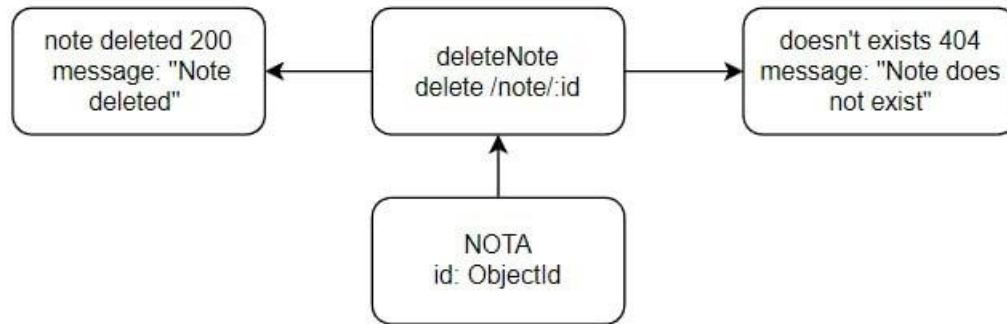 note deleted 200
message: "Note
deleted"
deleteNote
delete /note/:id
doesn't exists 404
message: "Note does
not exist"
NOTA
id: ObjectId